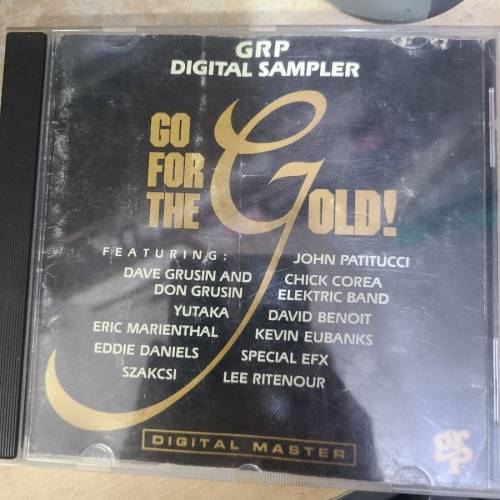 GRP
DIGITAL SAMPLER
GO
FOR
THE GOLD!
FEATURING:
DAVE GRUSIN AND
DON GRUSIN
YUTAKA
ERIC MARIENTHAL
EDDIE DANIELS
SZAKCSI
JOHN PATITUCCI
CHICK COREA
ELEKTRIC BAND
DAVID BENOIT
KEVIN EUBANKS
SPECIAL EFX
LEE RITENOUR
DIGITAL MASTER
grp